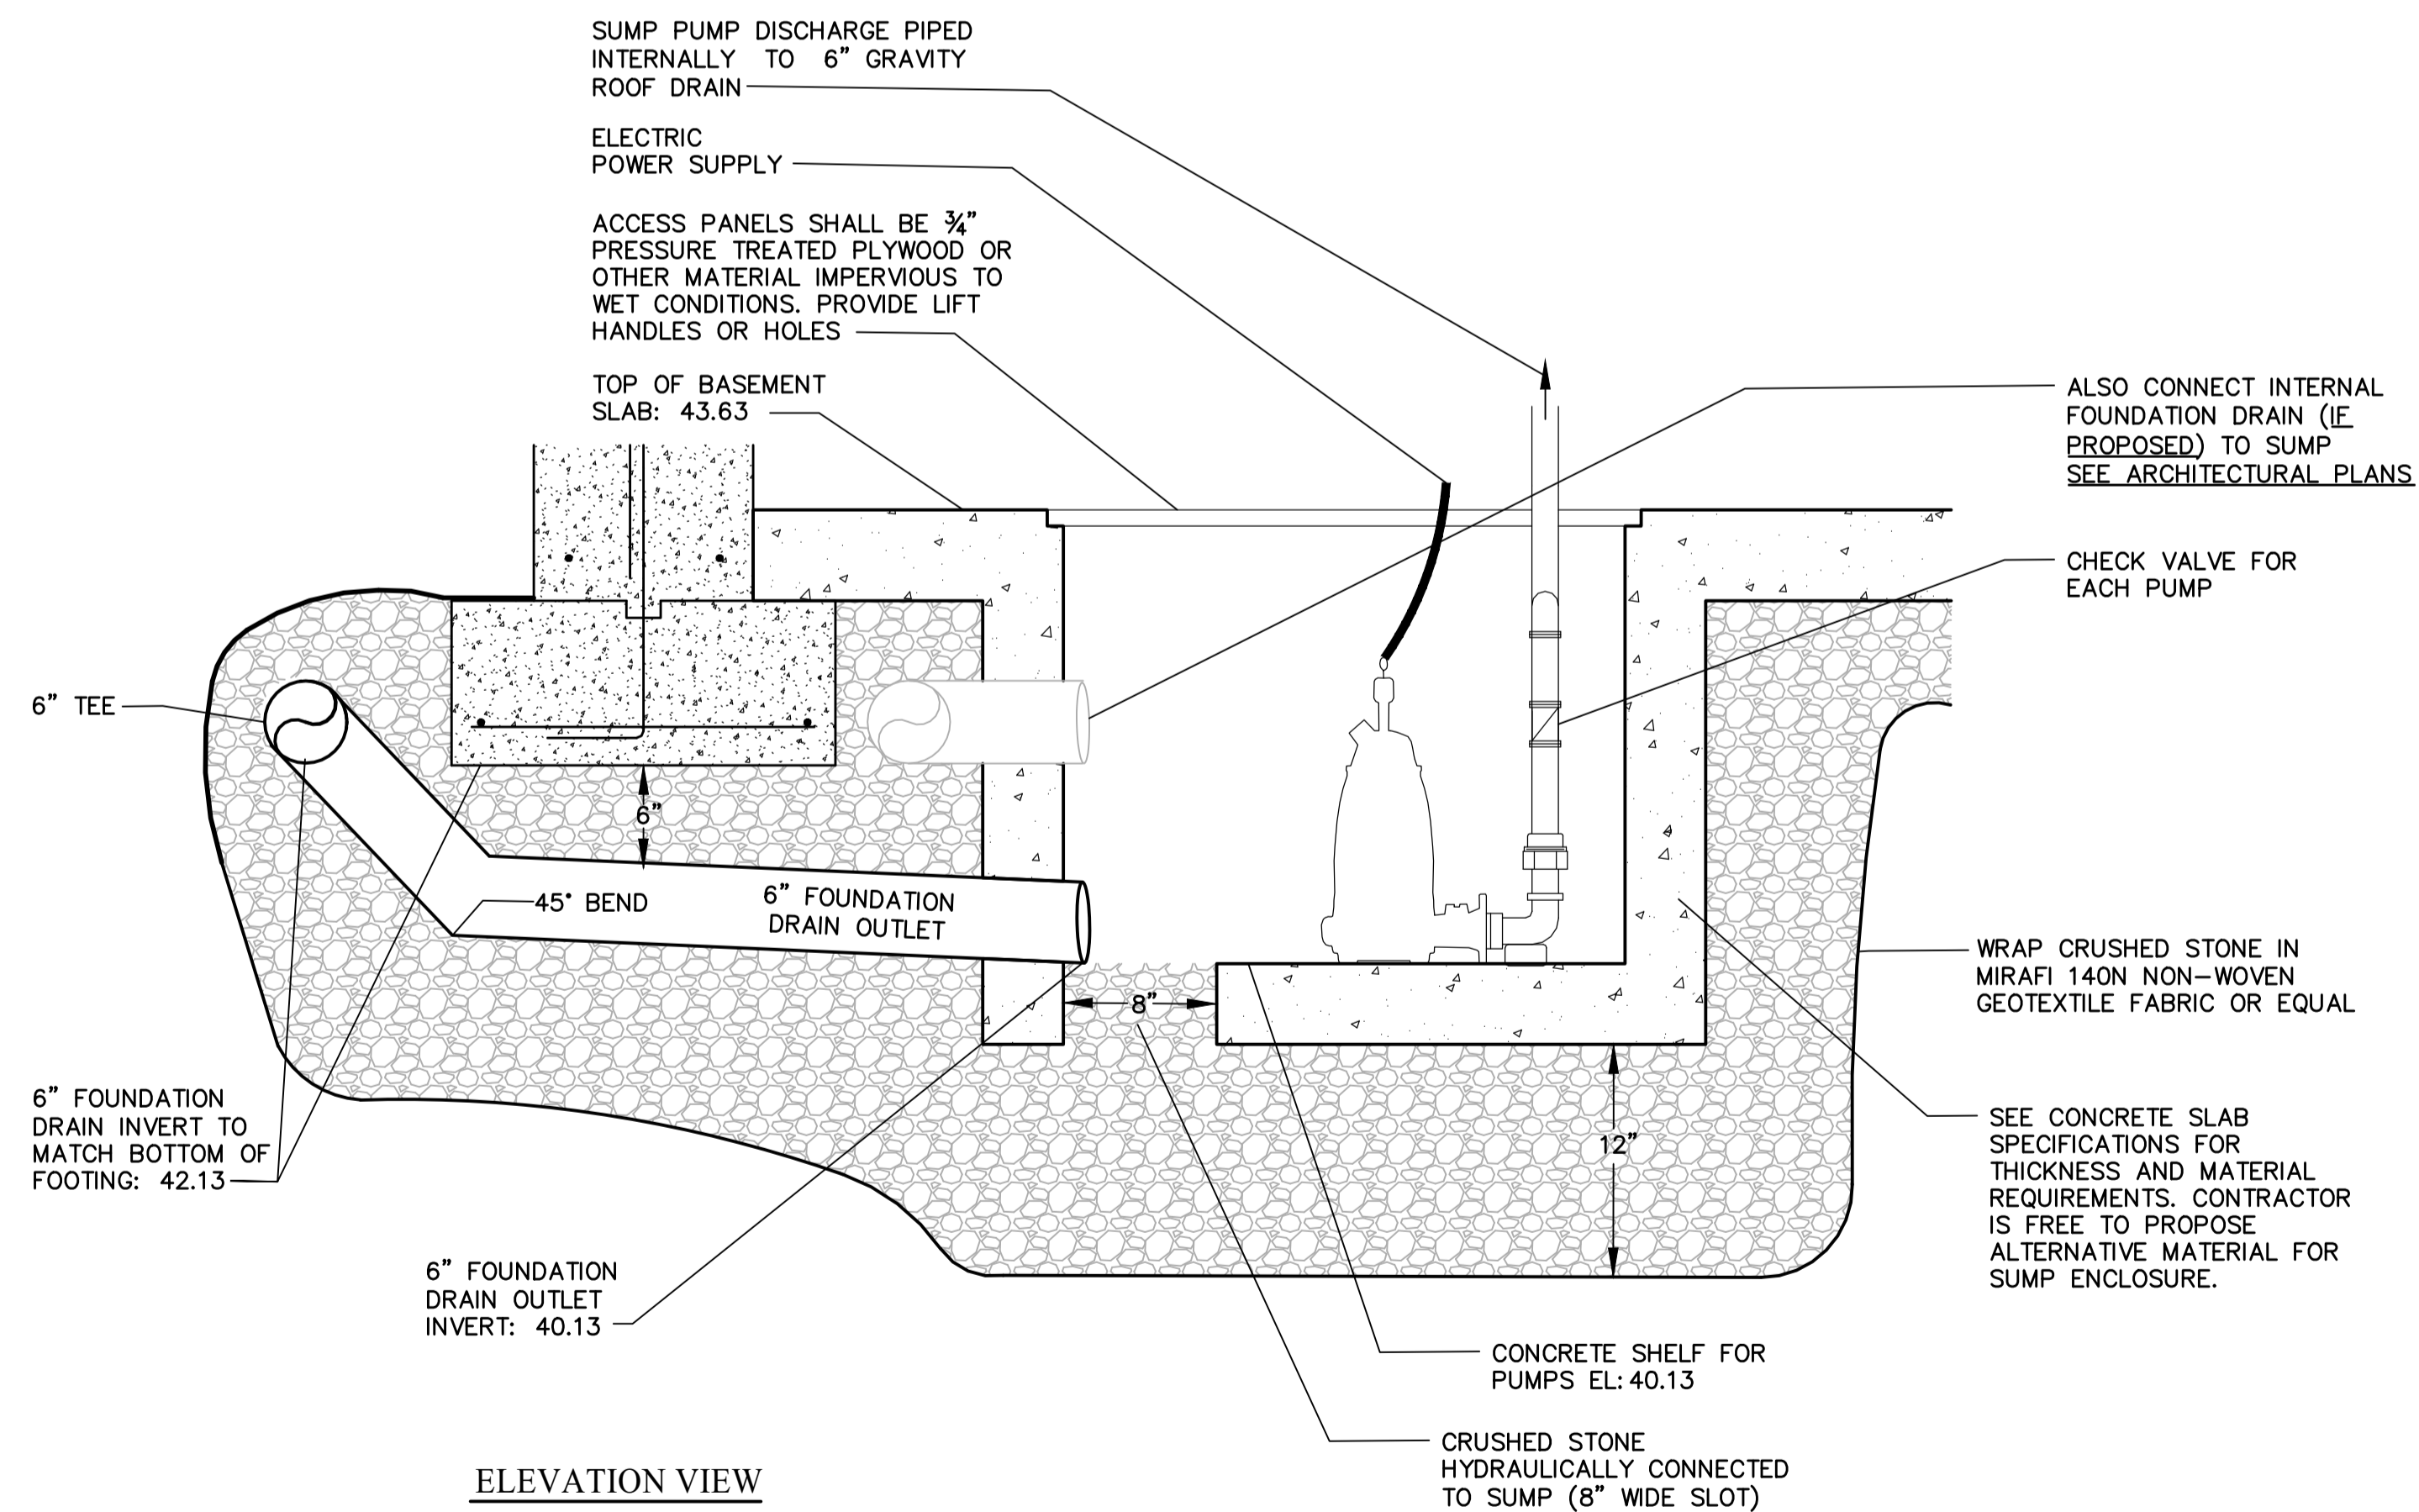 SUMP PUMP DISCHARGE PIPED
INTERNALLY TO 6" GRAVITY
ROOF DRAIN
ELECTRIC
POWER SUPPLY
ACCESS PANELS SHALL BE ¾"
PRESSURE TREATED PLYWOOD OR
OTHER MATERIAL IMPERVIOUS TO
WET CONDITIONS. PROVIDE LIFT
HANDLES OR HOLES
TOP OF BASEMENT
SLAB: 43.63
ALSO CONNECT INTERNAL
FOUNDATION DRAIN (IF
PROPOSED) TO SUMP
SEE ARCHITECTURAL PLANS
CHECK VALVE FOR
EACH PUMP
6" TEE
6"
45° BEND
6" FOUNDATION
DRAIN OUTLET
8"
WRAP CRUSHED STONE IN
MIRAFI 140N NON-WOVEN
GEOTEXTILE FABRIC OR EQUAL
6" FOUNDATION
DRAIN INVERT TO
MATCH BOTTOM OF
FOOTING: 42.13
12"
SEE CONCRETE SLAB
SPECIFICATIONS FOR
THICKNESS AND MATERIAL
REQUIREMENTS. CONTRACTOR
IS FREE TO PROPOSE
ALTERNATIVE MATERIAL FOR
SUMP ENCLOSURE.
6" FOUNDATION
DRAIN OUTLET
INVERT: 40.13
CONCRETE SHELF FOR
PUMPS EL: 40.13
CRUSHED STONE
HYDRAULICALLY CONNECTED
TO SUMP (8" WIDE SLOT)
ELEVATION VIEW